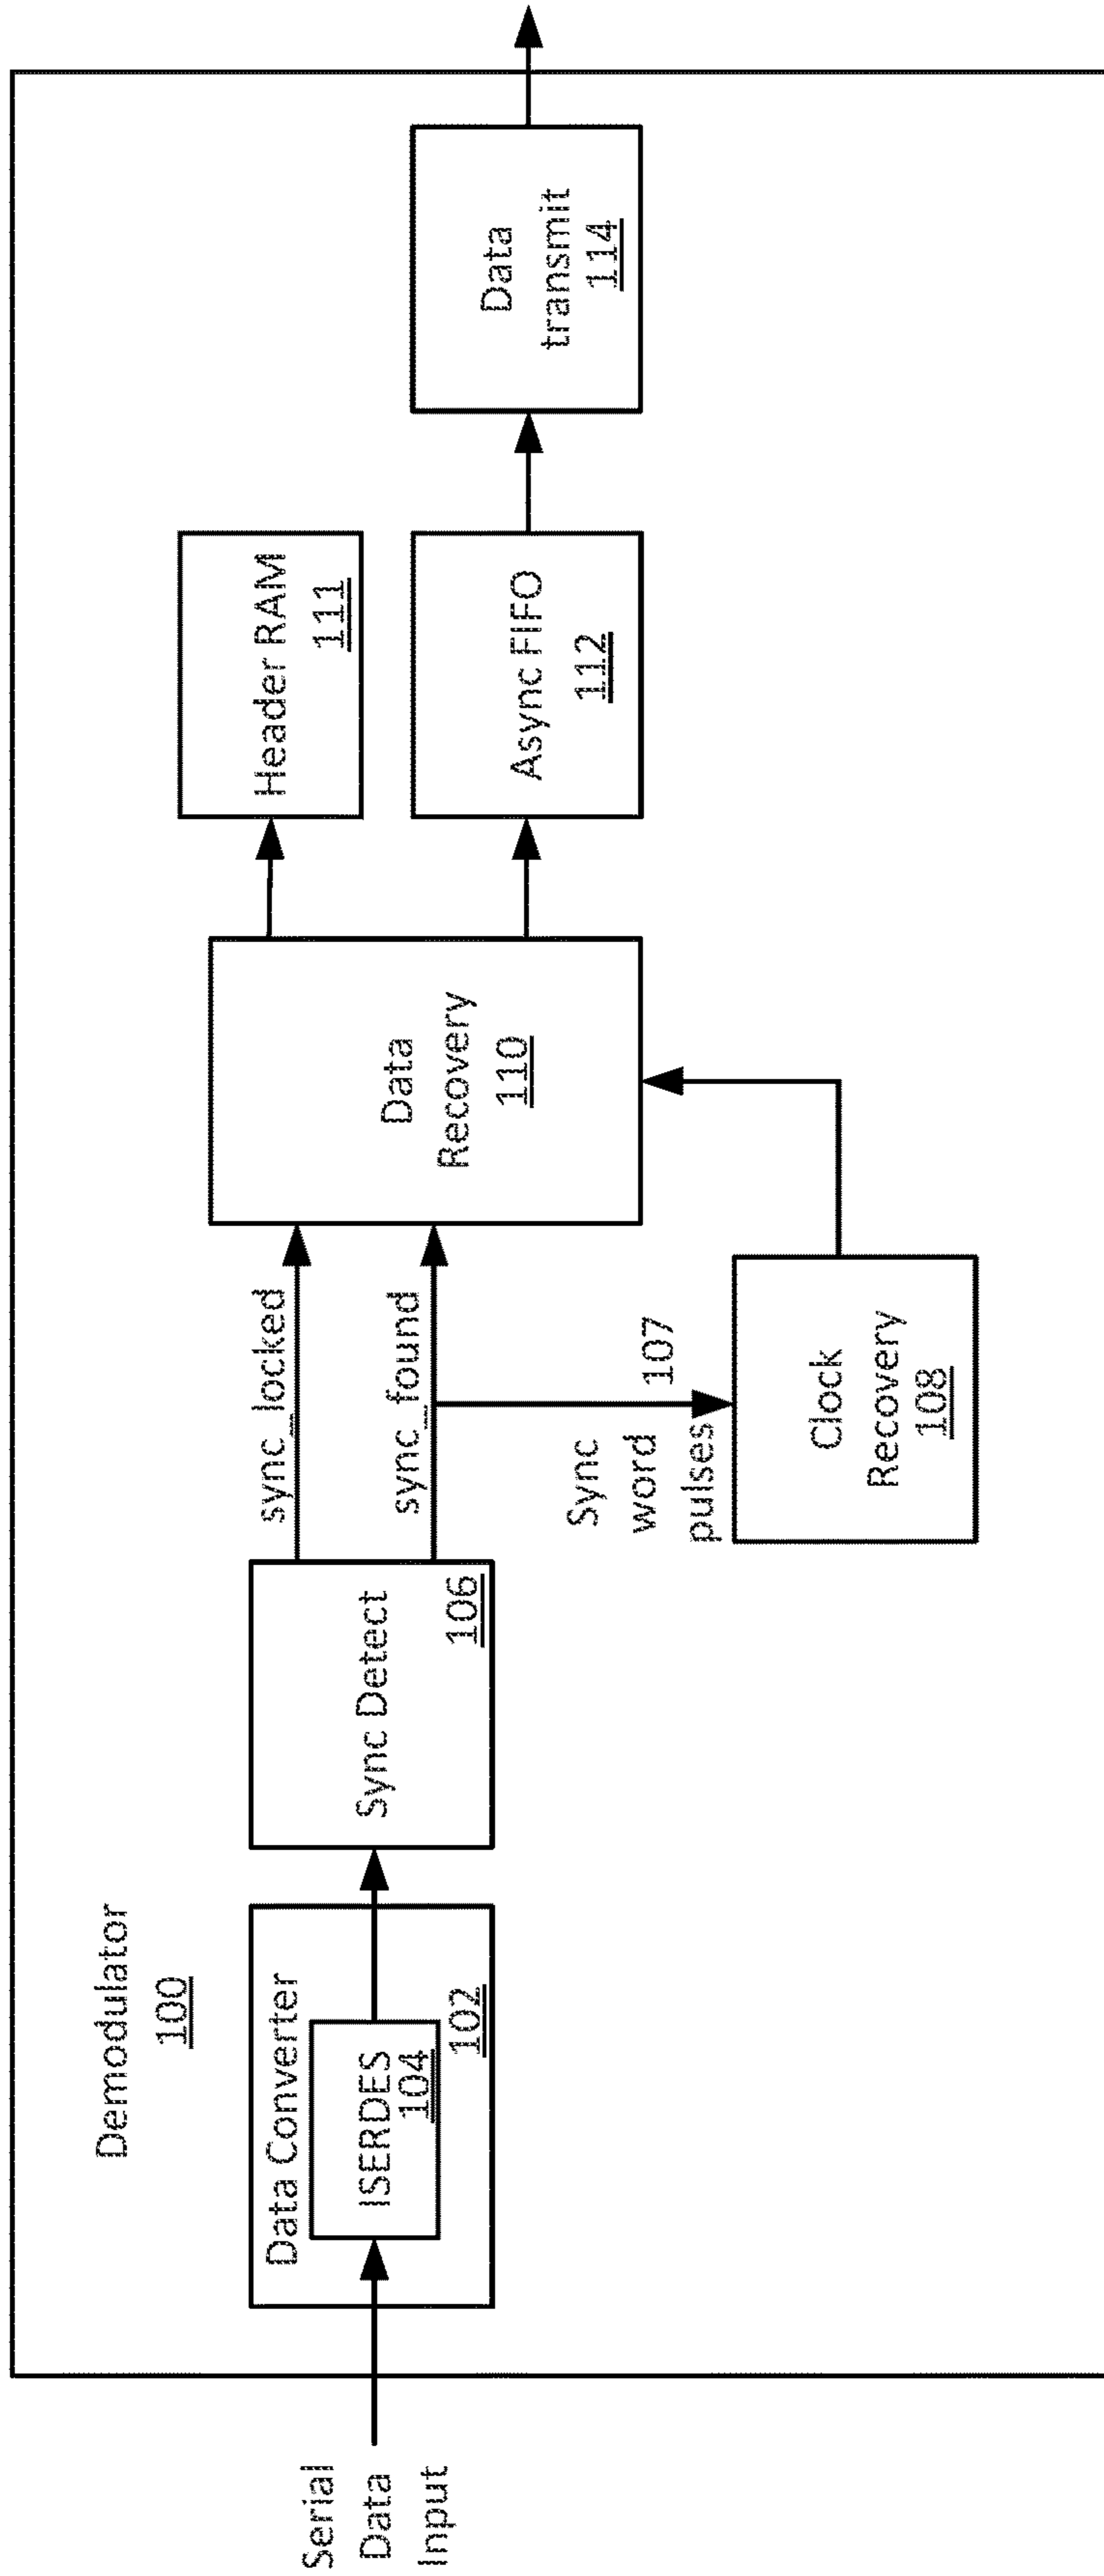 Demodulator
100
Serial
Data
Input
Data Converter
ISERDES
104
102
Sync Detect
106
sync_locked
sync_found
Sync
word
pulses
107
Clock
Recovery
108
Data
Recovery
110
Header RAM
111
Async FIFO
112
Data
transmit
114